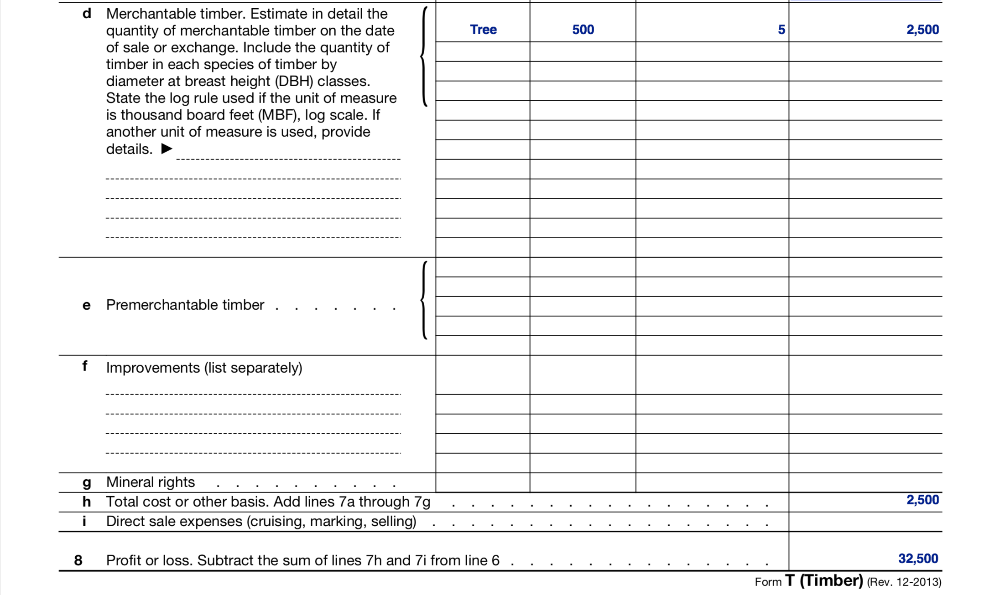 d Merchantable timber. Estimate in detail the
quantity of merchantable timber on the date
of sale or exchange. Include the quantity of
timber in each species of timber by
diameter at breast height (DBH) classes.
State the log rule used if the unit of measure
is thousand board feet (MBF), log scale. If
another unit of measure is used, provide
details. ▶
Tree 500 5 2,500
e Premerchantable timber . . . . . . .
f Improvements (list separately)
g Mineral rights . . . . . . . . . .
h Total cost or other basis. Add lines 7a through 7g . . . . . . . . . . . . . . . . . 2,500
i Direct sale expenses (cruising, marking, selling) . . . . . . . . . . . . . . . . . .
8 Profit or loss. Subtract the sum of lines 7h and 7i from line 6 . . . . . . . . . . . . . . 32,500
Form T (Timber) (Rev. 12-2013)